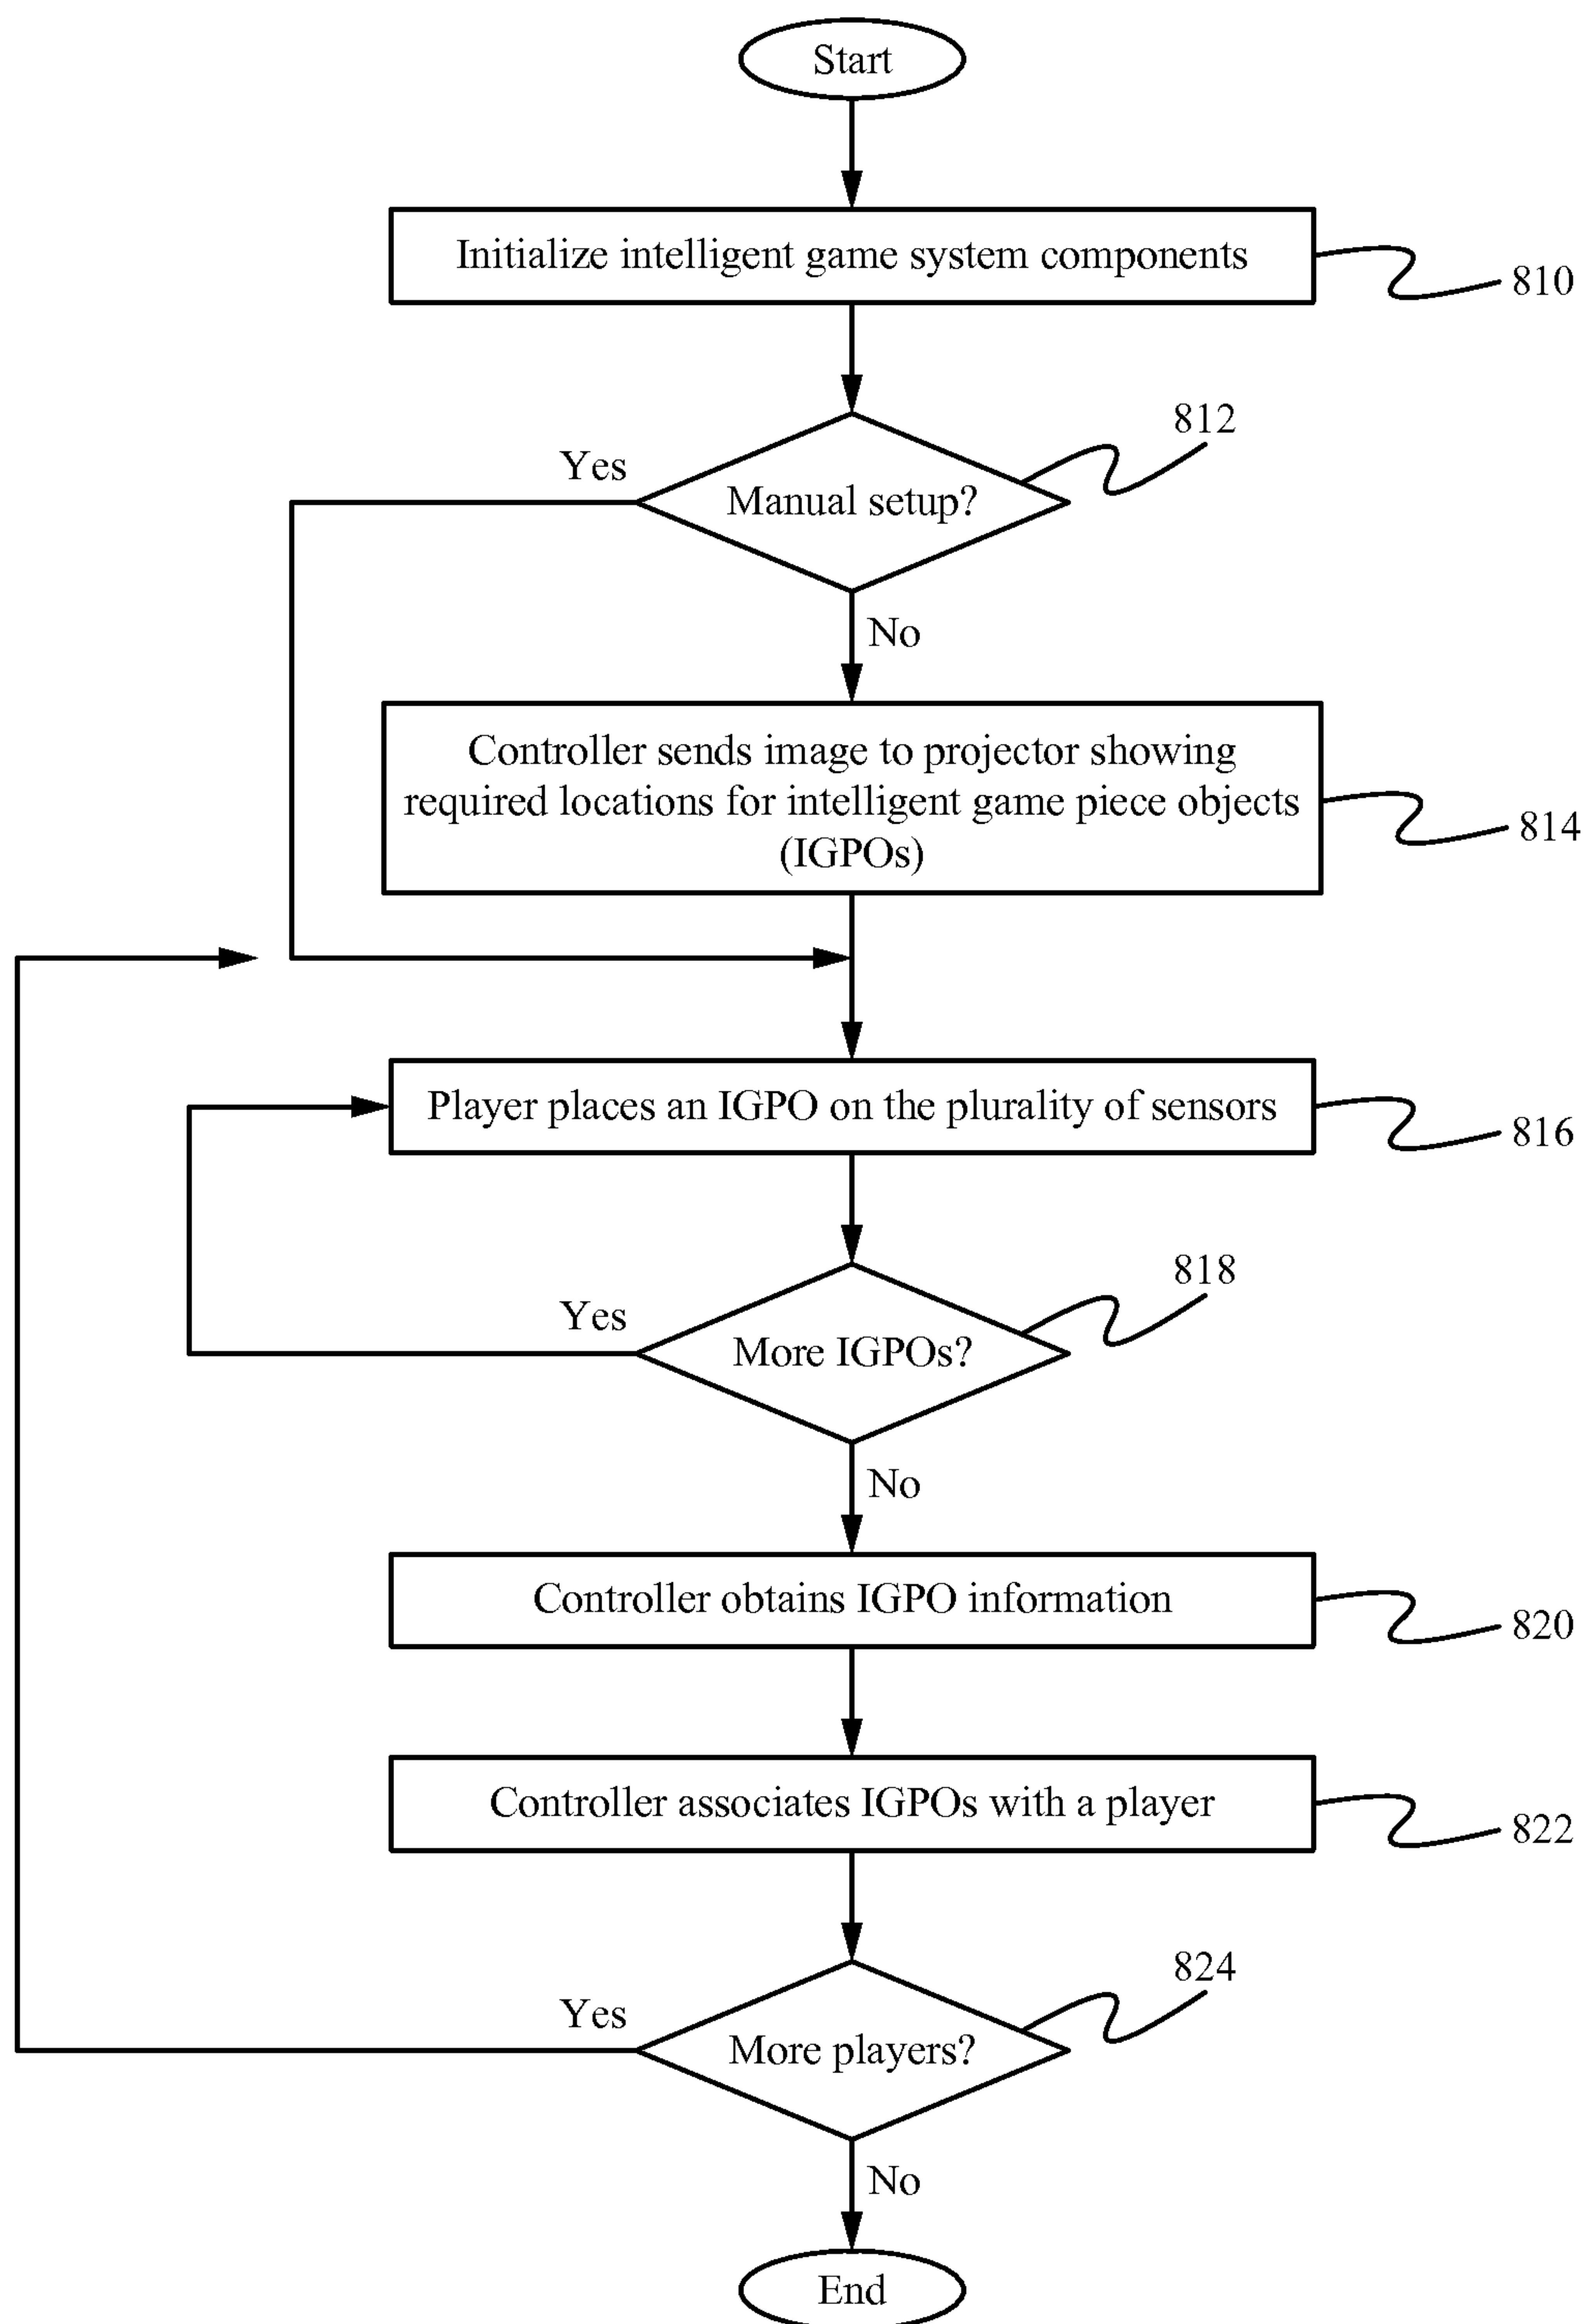 Start
Initialize intelligent game system components
810
812
Yes
Manual setup?
No
Controller sends image to projector showing
required locations for intelligent game piece objects
(IGPOs)
814
Player places an IGPO on the plurality of sensors
816
818
Yes
More IGPOs?
No
Controller obtains IGPO information
820
Controller associates IGPOs with a player
822
824
Yes
More players?
No
End